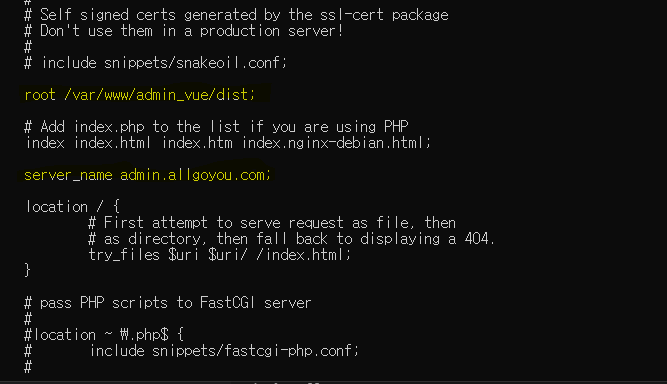 #
# Self signed certs generated by the ssl-cert package
# Don't use them in a production server!
#
# include snippets/snakeoil.conf;
root /var/www/admin_vue/dist;
# Add index.php to the list if you are using PHP
index index.html index.htm index.nginx-debian.html;
server_name admin.allgoyou.com;
location / {
# First attempt to serve request as file, then
# as directory, then fall back to displaying a 404.
try_files $uri $uri/ /index.html;
}
# pass PHP scripts to FastCGI server
#
#location ~ ₩.php$ {
#       include snippets/fastcgi-php.conf;
#